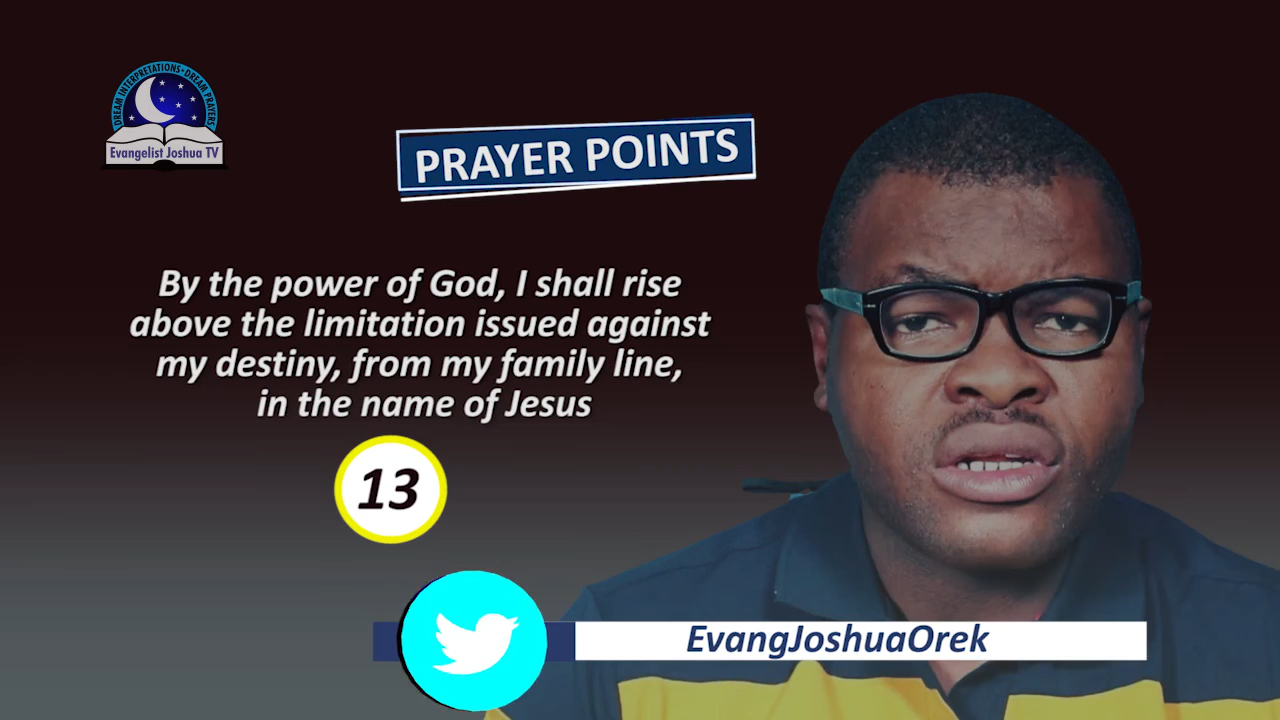 DREAM INTERPRETATIONS • DREAM PRAYERS
Evangelist Joshua TV
PRAYER POINTS
By the power of God, I shall rise
above the limitation issued against
my destiny, from my family line,
in the name of Jesus
13
EvangJoshuaOrek